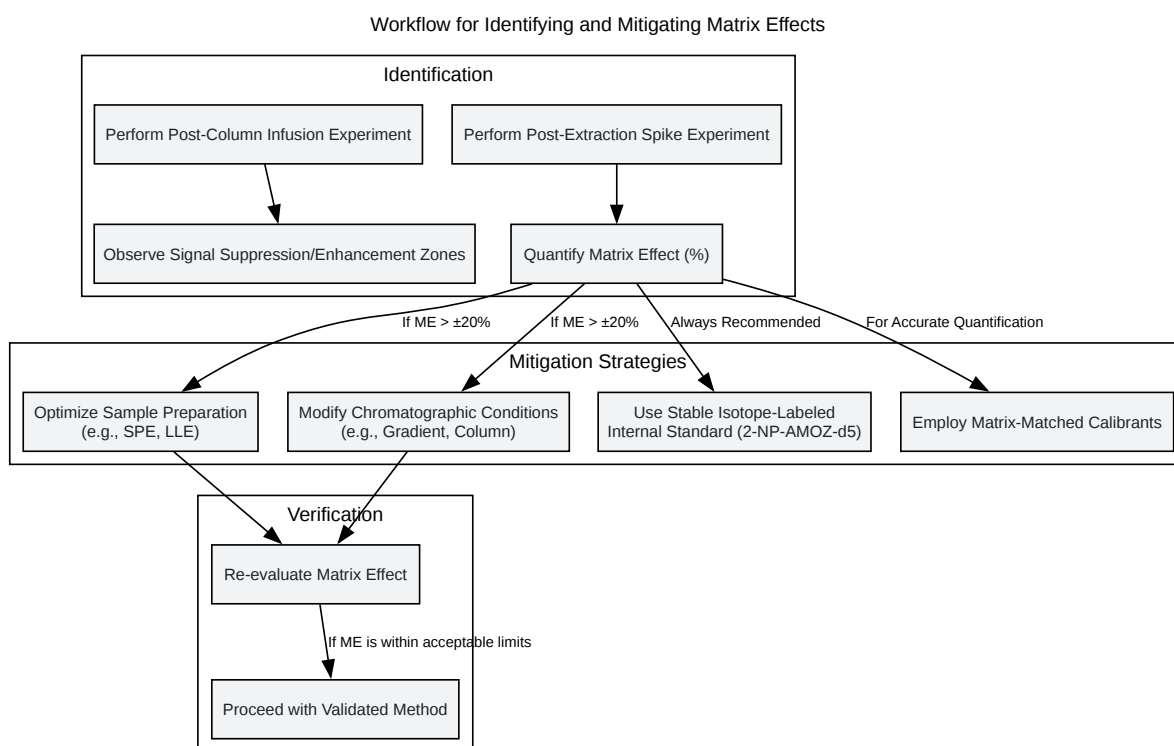 Workflow for Identifying and Mitigating Matrix Effects
Identification
Perform Post-Column Infusion Experiment
Perform Post-Extraction Spike Experiment
Observe Signal Suppression/Enhancement Zones
Quantify Matrix Effect (%)
If ME > ±20%
If ME > ±20%
Always Recommended
For Accurate Quantification
Mitigation Strategies
Optimize Sample Preparation
(e.g., SPE, LLE)
Modify Chromatographic Conditions
(e.g., Gradient, Column)
Use Stable Isotope-Labeled
Internal Standard (2-NP-AMOZ-d5)
Employ Matrix-Matched Calibrants
Verification
Re-evaluate Matrix Effect
If ME is within acceptable limits
Proceed with Validated Method